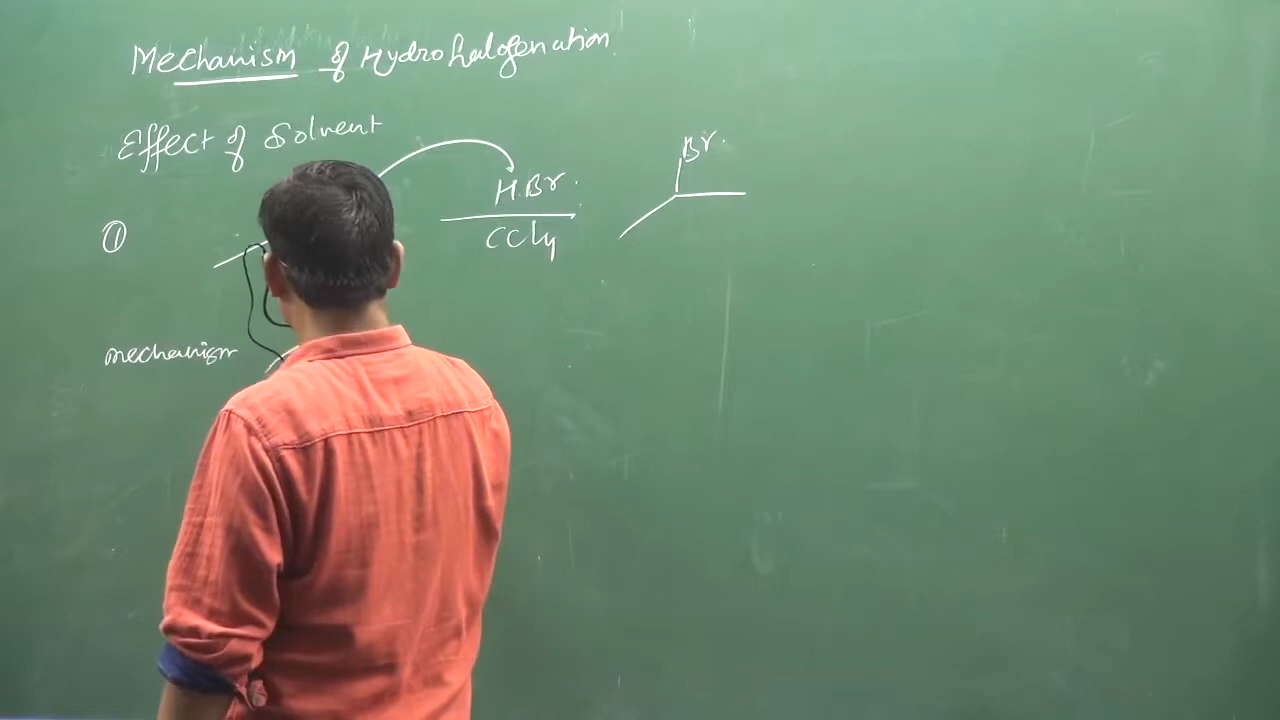 Mechanism of Hydrohalogenation
Effect of Solvent
Br.
HBr.
① CCl4
mechanism